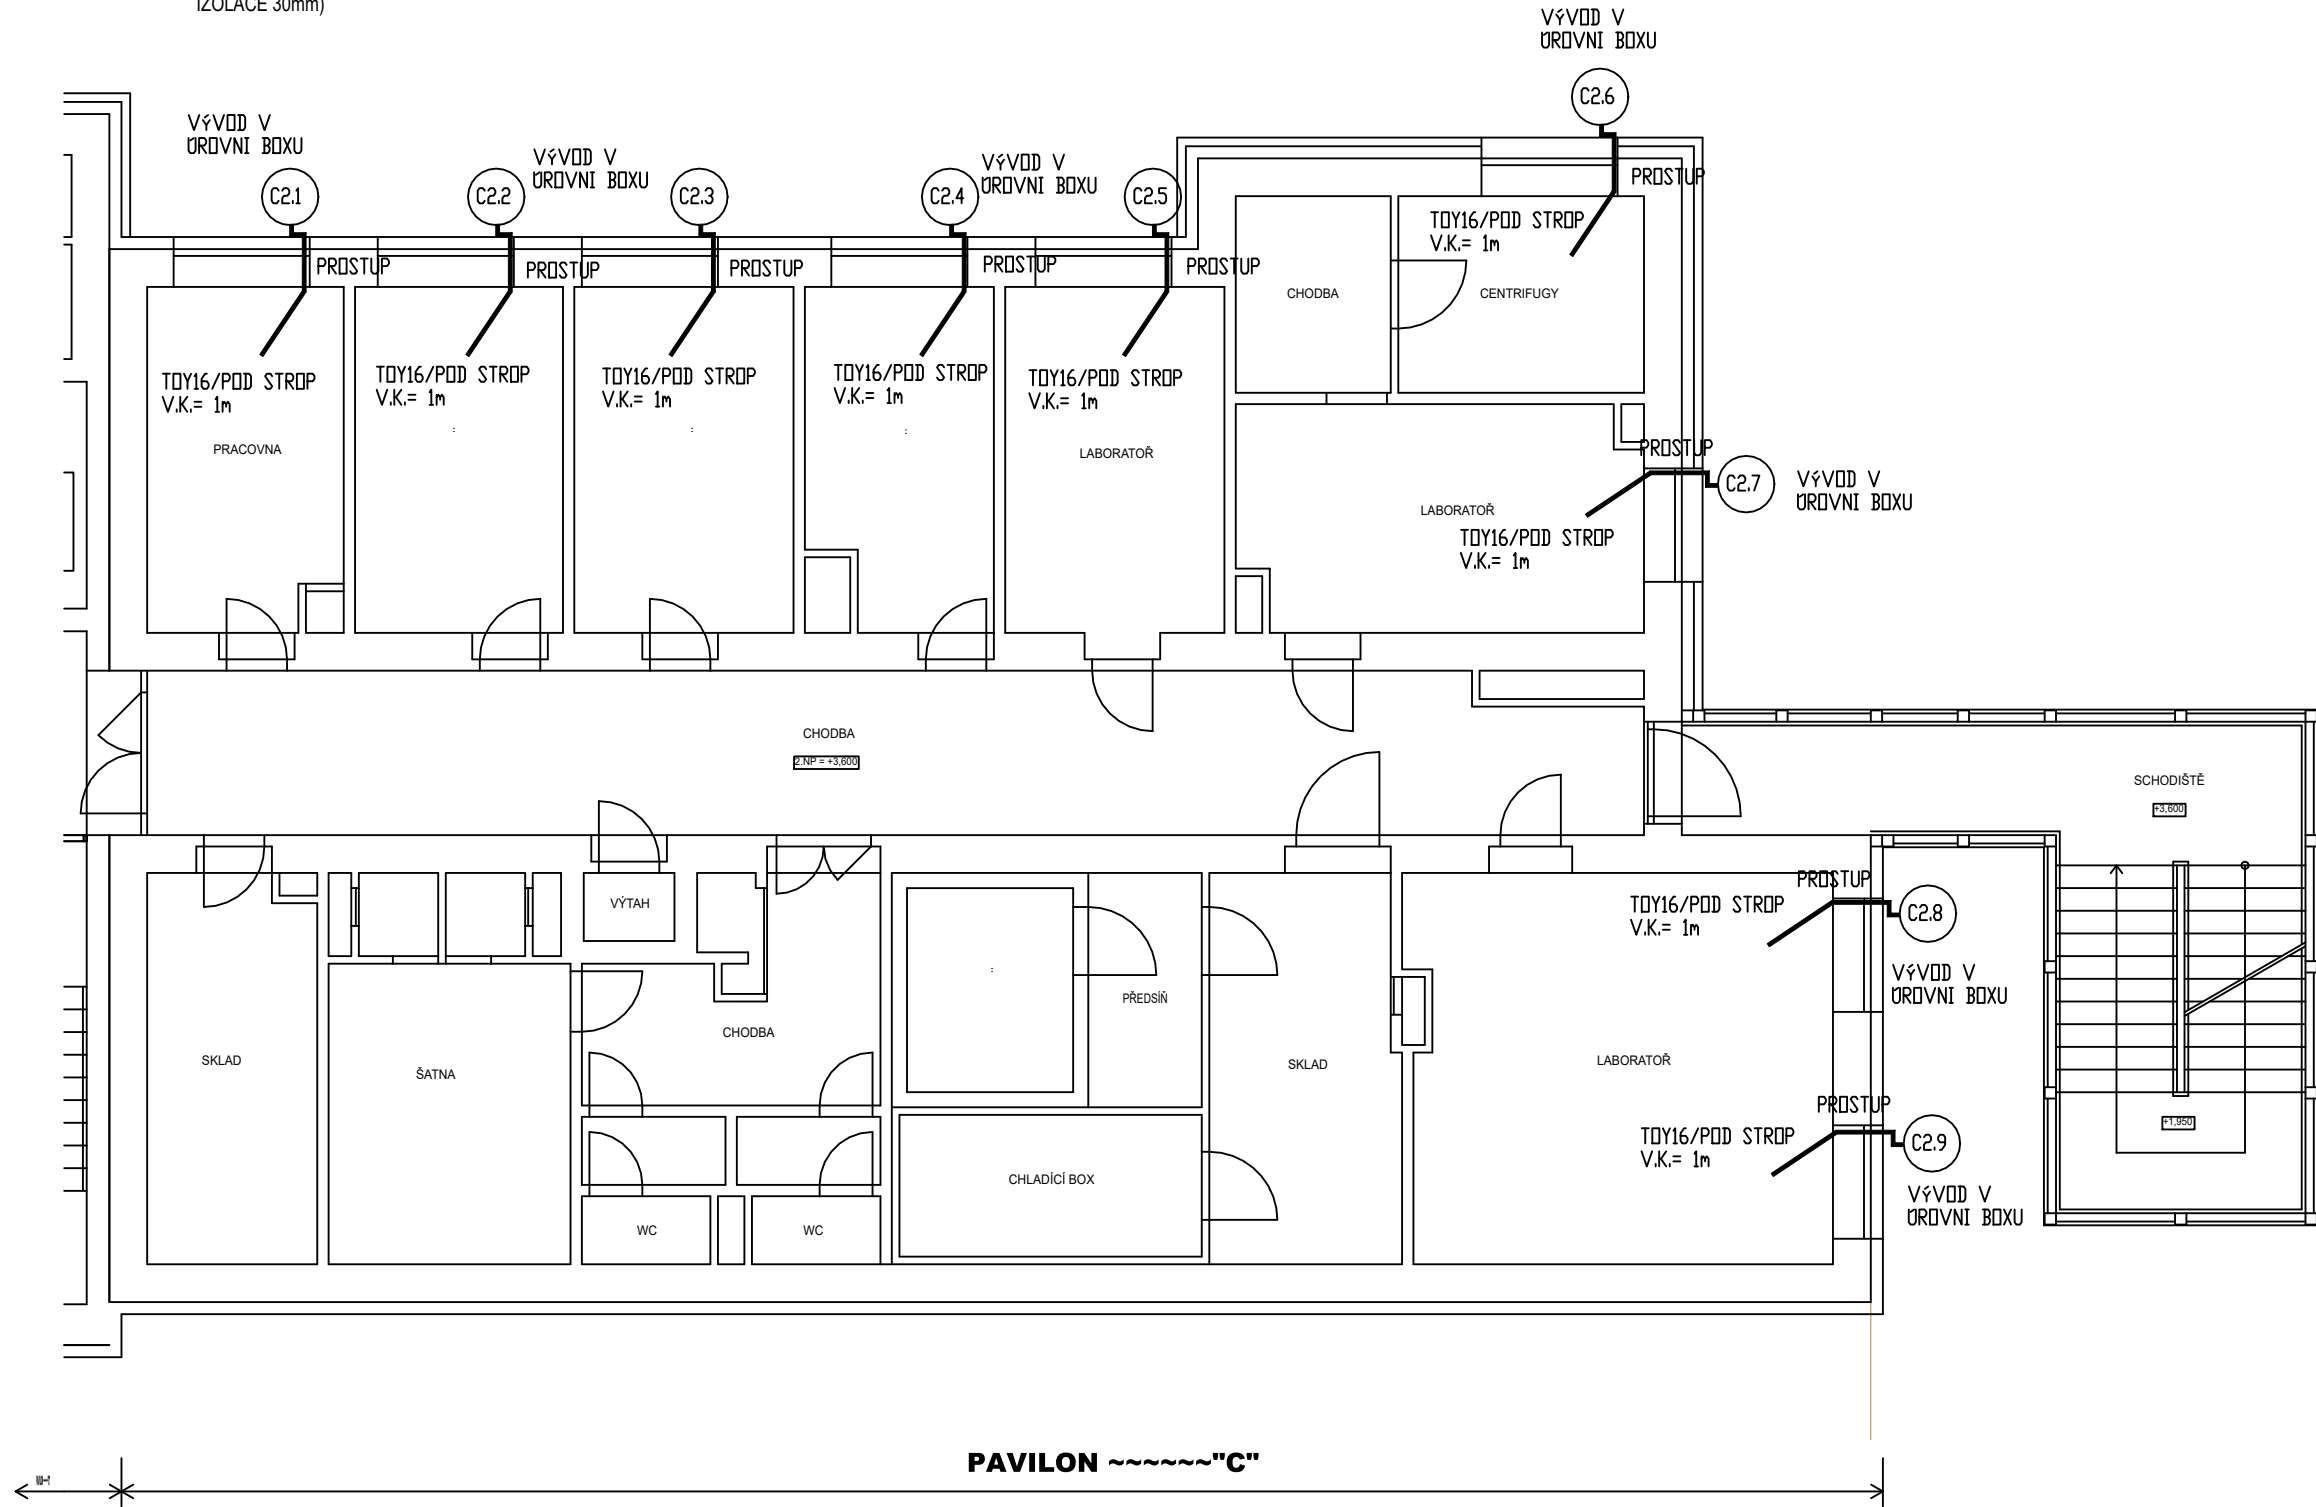 IZOLACE 30mm)
VÝVOD V
ÚROVNI BOXU
C2.6
VÝVOD V
ÚROVNI BOXU
VÝVOD V
ÚROVNI BOXU
VÝVOD V
ÚROVNI BOXU
C2.1
C2.2
C2.3
C2.4
C2.5
PROSTUP
PROSTUP
PROSTUP
PROSTUP
PROSTUP
PROSTUP
TOY16/POD STROP
V.K.= 1m
CHODBA
CENTRIFUGY
TOY16/POD STROP
V.K.= 1m
TOY16/POD STROP
V.K.= 1m
TOY16/POD STROP
V.K.= 1m
TOY16/POD STROP
V.K.= 1m
TOY16/POD STROP
V.K.= 1m
:
:
:
PRACOVNA
LABORATOŘ
PROSTUP
C2.7
VÝVOD V
ÚROVNI BOXU
LABORATOŘ
TOY16/POD STROP
V.K.= 1m
CHODBA
2.NP = +3,600
SCHODIŠTĚ
+3,600
PROSTUP
TOY16/POD STROP
V.K.= 1m
C2.8
VÝVOD V
ÚROVNI BOXU
VÝTAH
:
PŘEDSÍŇ
CHODBA
SKLAD
ŠATNA
SKLAD
LABORATOŘ
PROSTUP
TOY16/POD STROP
V.K.= 1m
C2.9
+1,950
CHLADÍCÍ BOX
VÝVOD V
ÚROVNI BOXU
WC
WC
PAVILON ~~~~~~"C"